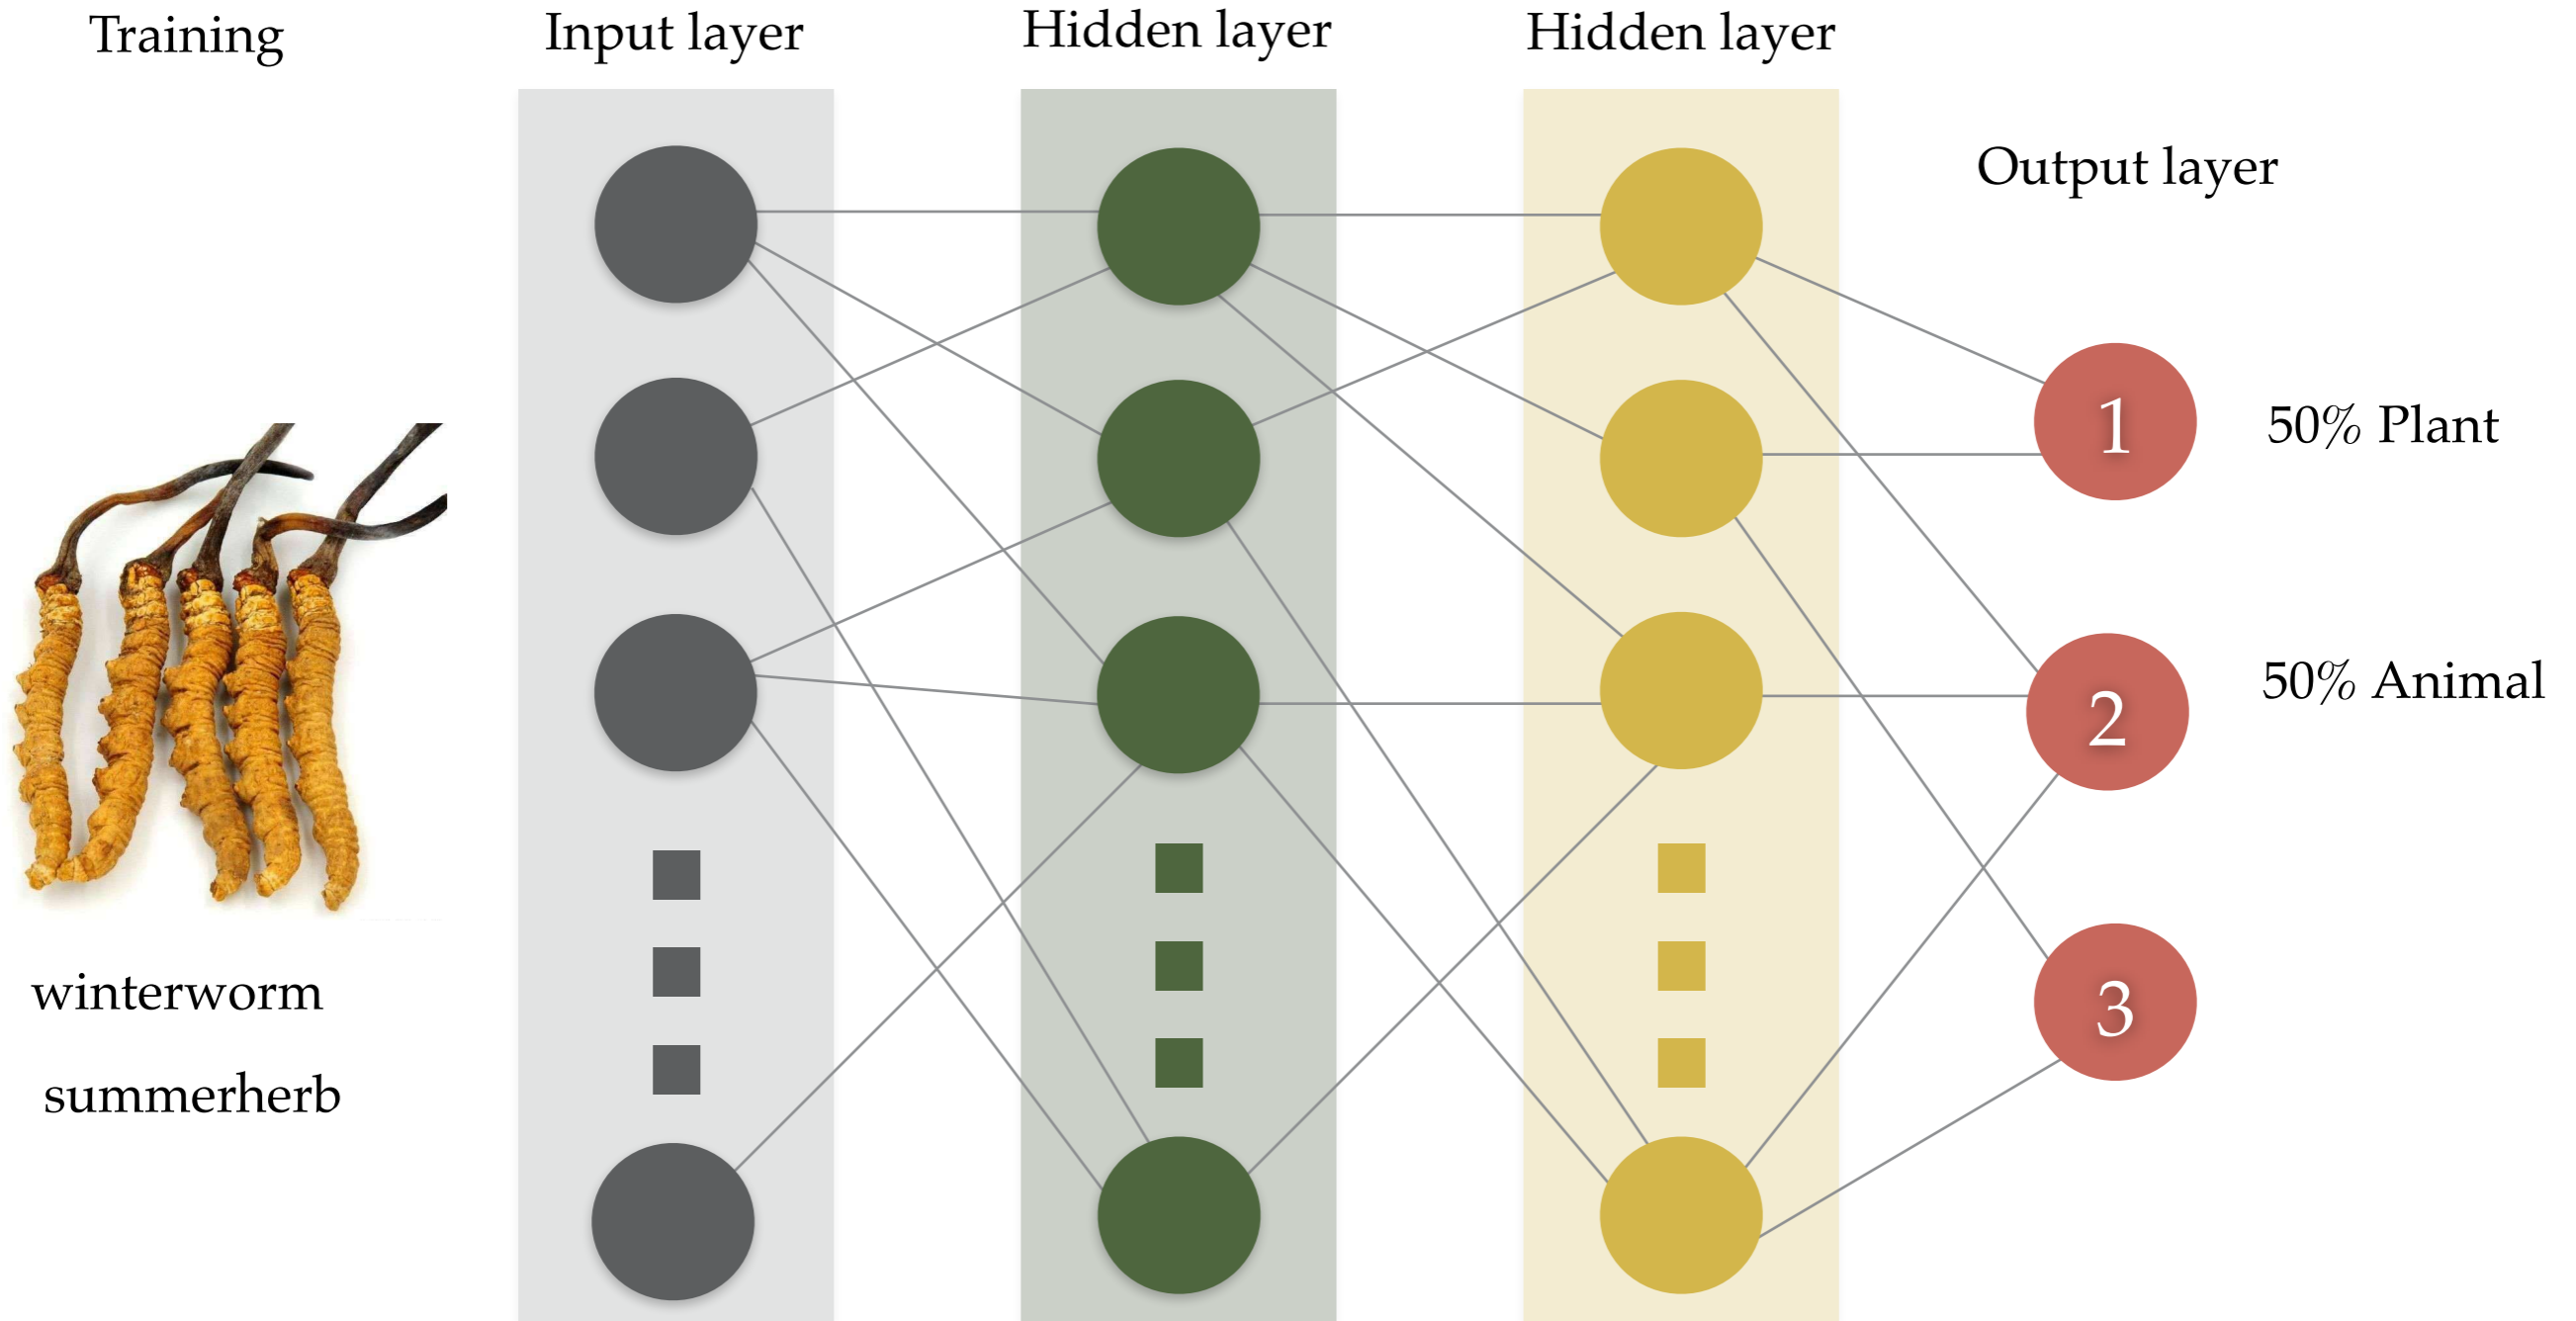 Training
Input layer
Hidden layer
Hidden layer
Output layer
1
50% Plant
2
50% Animal
3
winterworm
summerherb